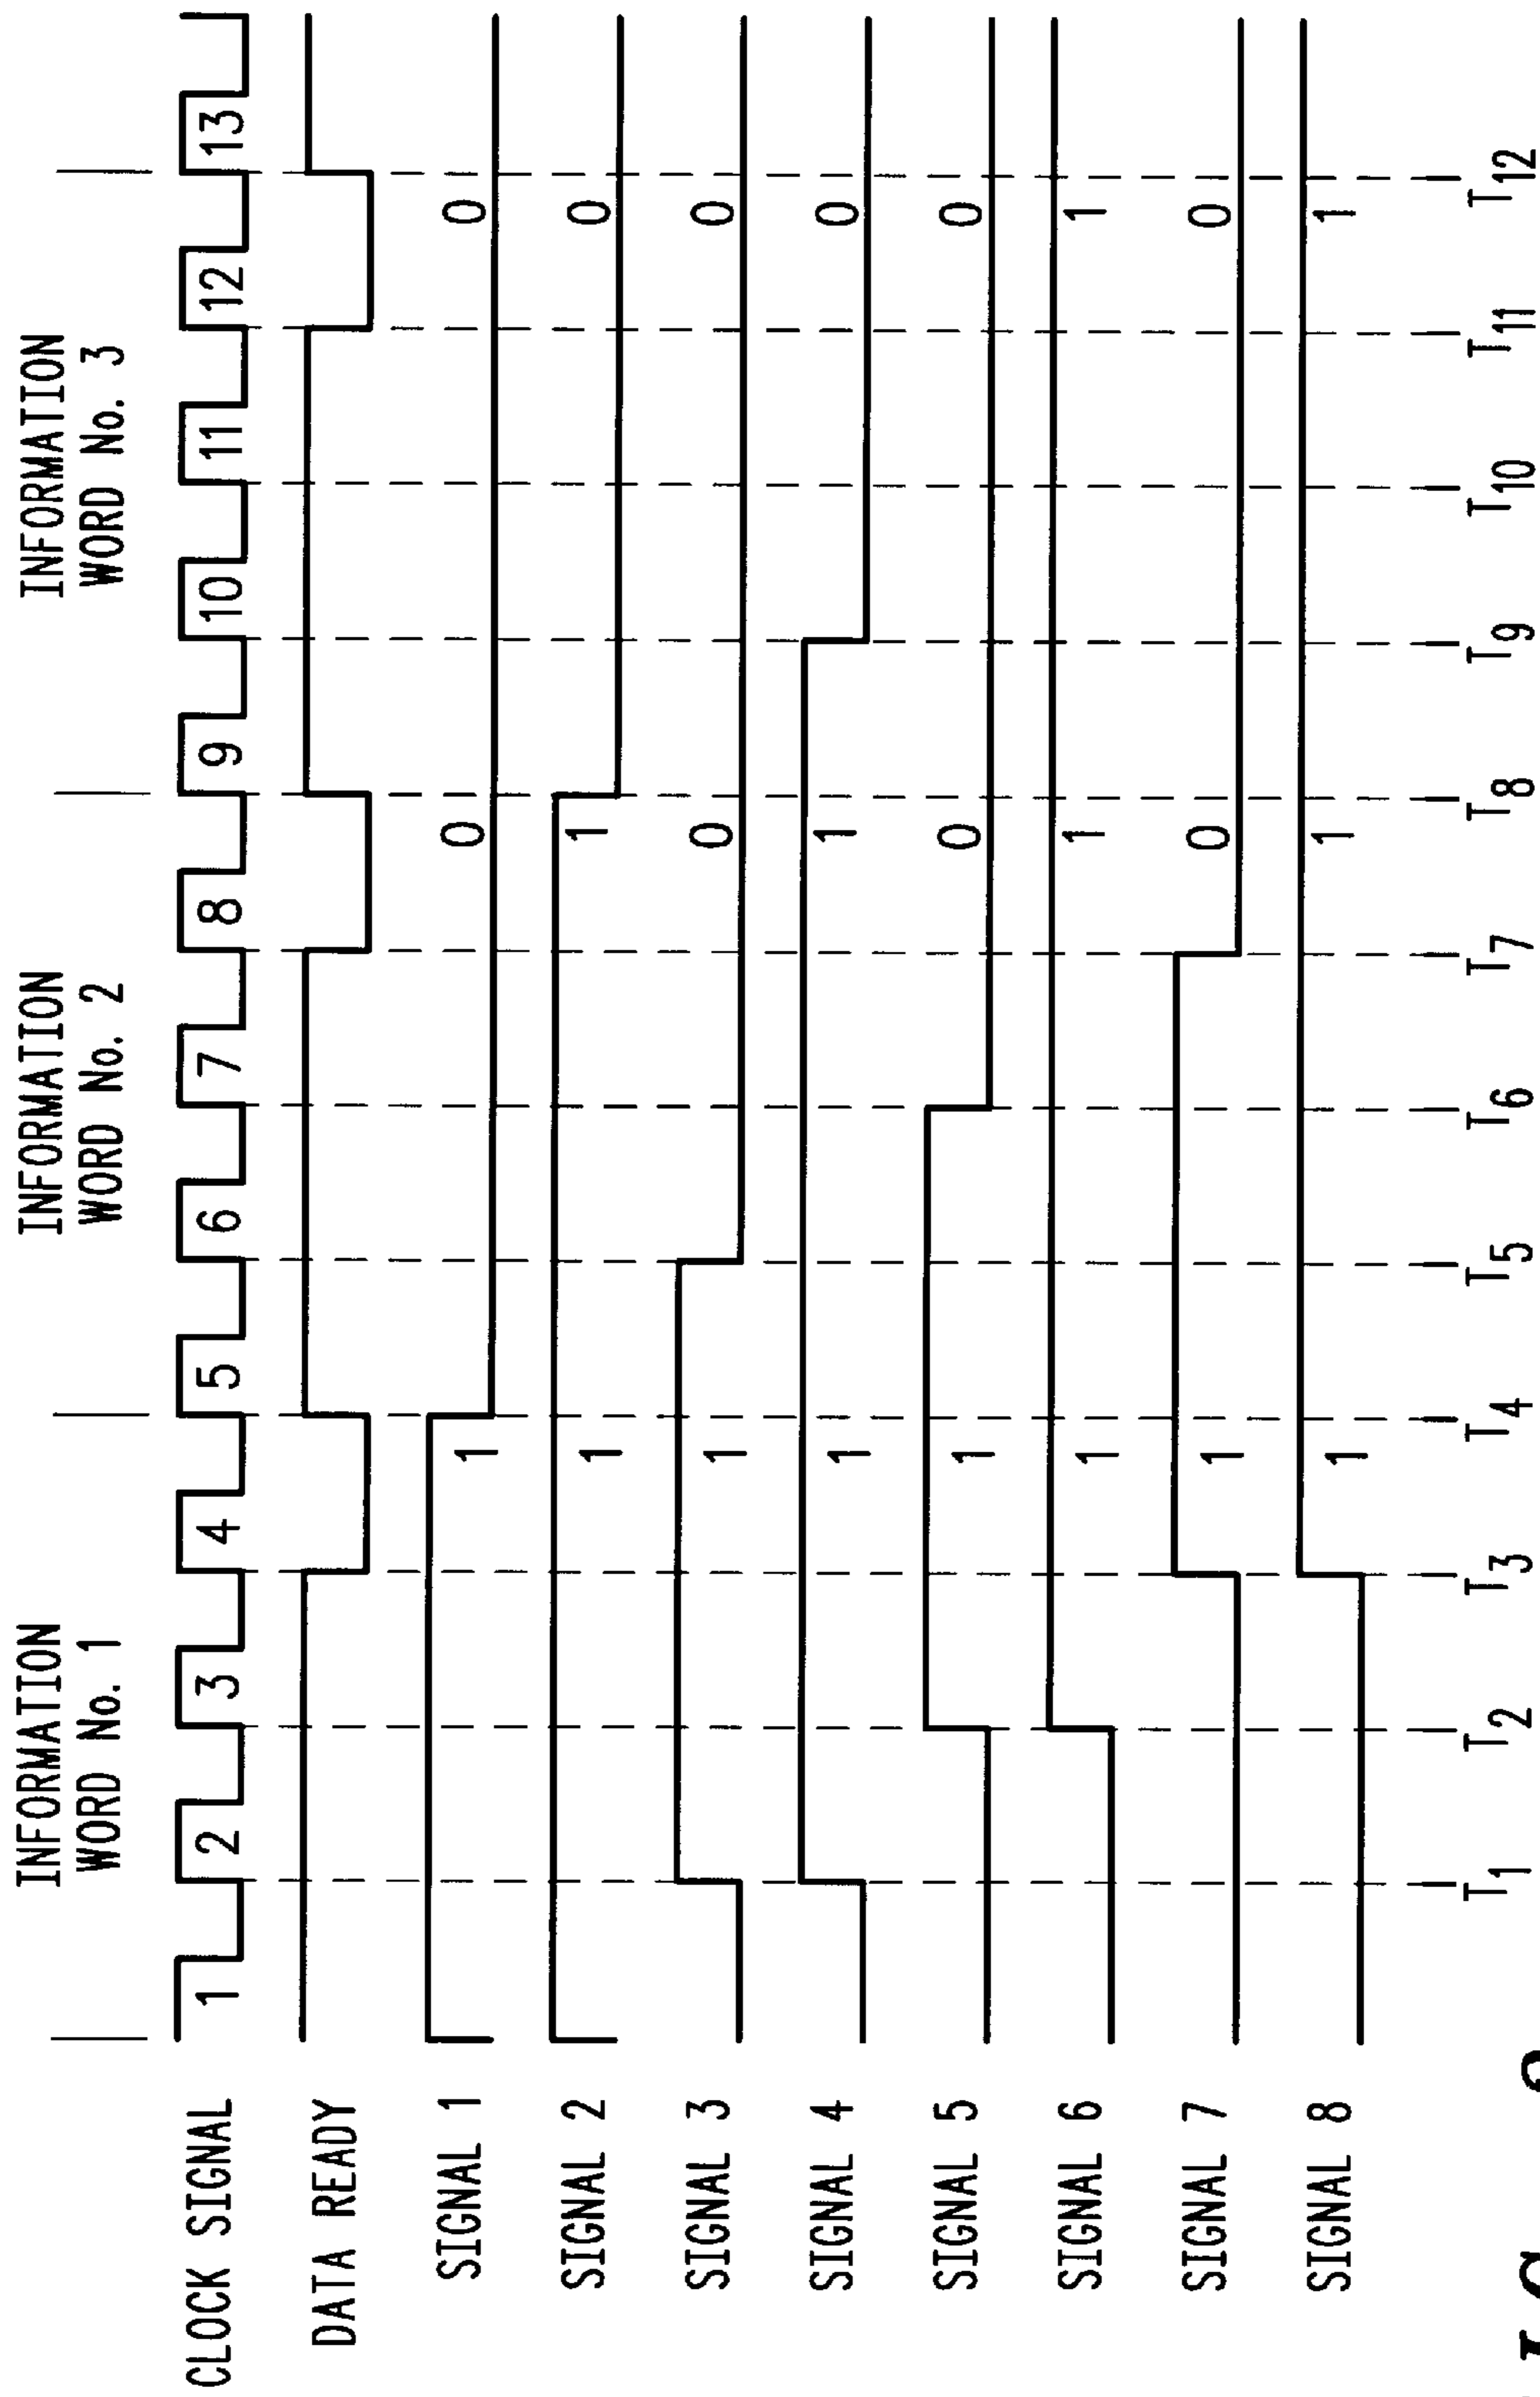 INFORMATION
WORD No. 1
INFORMATION
WORD No. 2
INFORMATION
WORD No. 3
CLOCK SIGNAL 1 2 3 4 5 6 7 8 9 10 11 12 13
DATA READY
SIGNAL 1 1 0 0
SIGNAL 2 1 1 0
SIGNAL 3 1 0 0
SIGNAL 4 1 1 0
SIGNAL 5 1 0 0
SIGNAL 6 1 1 1
SIGNAL 7 1 0 0
SIGNAL 8 1 1 1
T1 T2 T3 T4 T5 T6 T7 T8 T9 T10 T11 T12